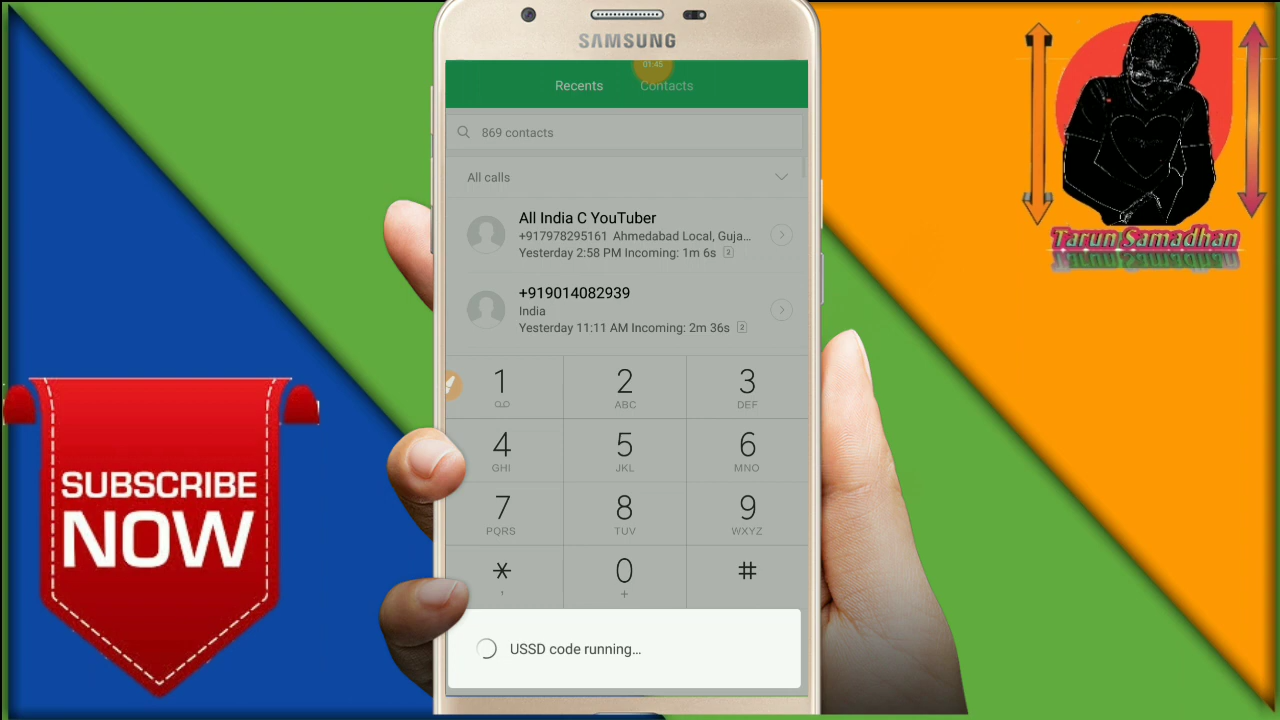 SAMSUNG
01:45
Recents
Contacts
869 contacts
All calls
All India C YouTuber
+917978295161 Ahmedabad Local, Guja...
Yesterday 2:58 PM Incoming: 1m 6s 2
+919014082939
India
Yesterday 11:11 AM Incoming: 2m 36s 2
1
2
ABC
3
DEF
4
GHI
5
JKL
6
MNO
7
PQRS
8
TUV
9
WXYZ
*
,
0
+
#
USSD code running...
SUBSCRIBE
NOW
Tarun Samadhan